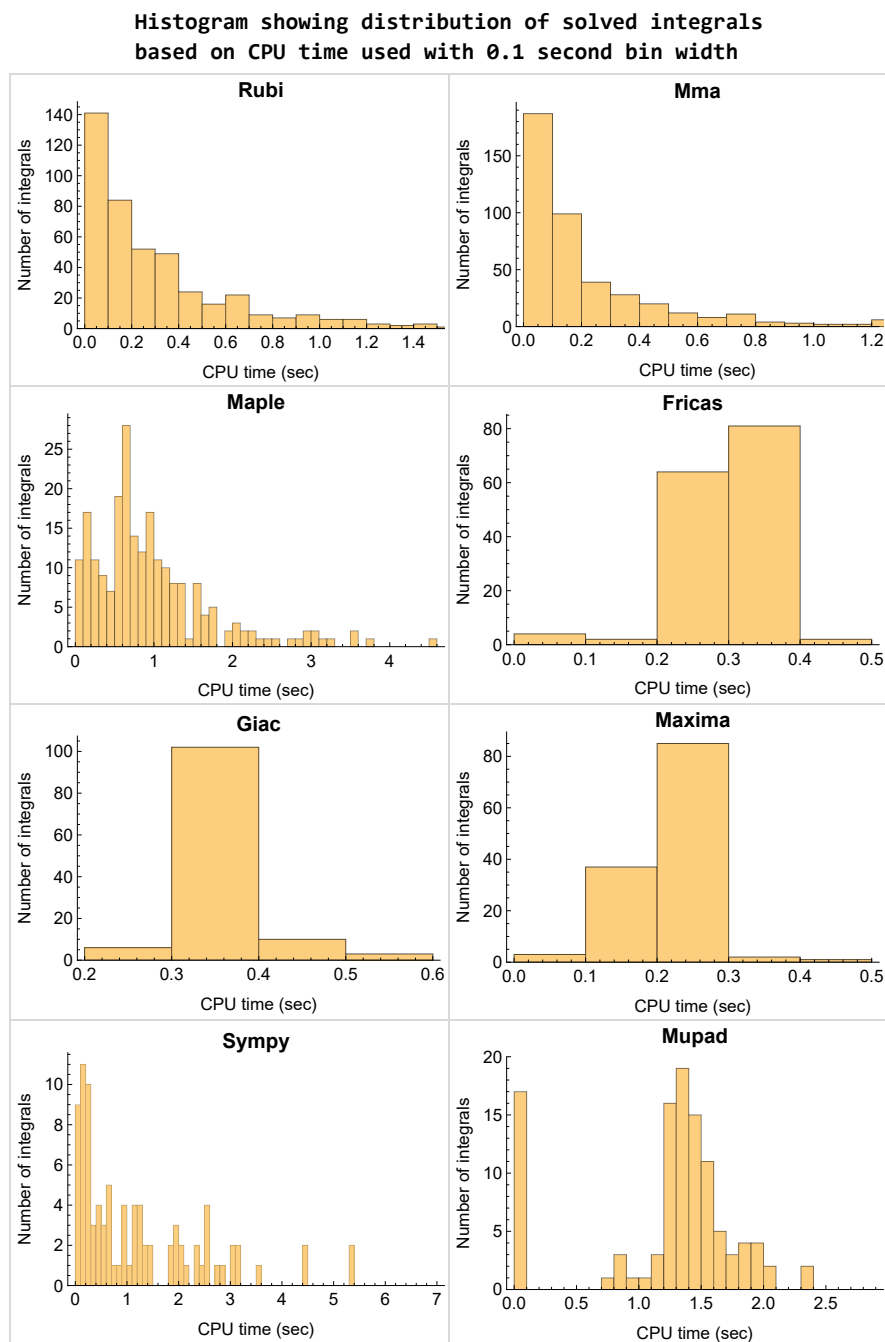 Histogram showing distribution of solved integrals
based on CPU time used with 0.1 second bin width
Rubi
Number of integrals
140
120
100
80
60
40
20
0
0.0 0.2 0.4 0.6 0.8 1.0 1.2 1.4
CPU time (sec)
Mma
Number of integrals
150
100
50
0
0.0 0.2 0.4 0.6 0.8 1.0 1.2
CPU time (sec)
Maple
Number of integrals
25
20
15
10
5
0
0 1 2 3 4
CPU time (sec)
Fricas
Number of integrals
80
60
40
20
0
0.0 0.1 0.2 0.3 0.4 0.5
CPU time (sec)
Giac
Number of integrals
100
80
60
40
20
0
0.2 0.3 0.4 0.5 0.6
CPU time (sec)
Maxima
Number of integrals
80
60
40
20
0
0.0 0.1 0.2 0.3 0.4 0.5
CPU time (sec)
Sympy
Number of integrals
10
8
6
4
2
0
0 1 2 3 4 5 6 7
CPU time (sec)
Mupad
Number of integrals
20
15
10
5
0
0.0 0.5 1.0 1.5 2.0 2.5
CPU time (sec)